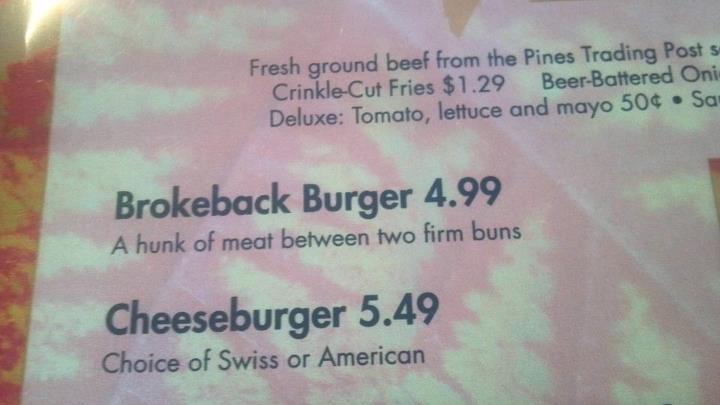 Fresh ground beef from the Pines Trading Post
Crinkle-Cut Fries $1.29 Beer-Battered
Deluxe: Tomato, lettuce and mayo 50¢ •
Brokeback Burger 4.99
A hunk of meat between two firm buns
Cheeseburger 5.49
Choice of Swiss or American